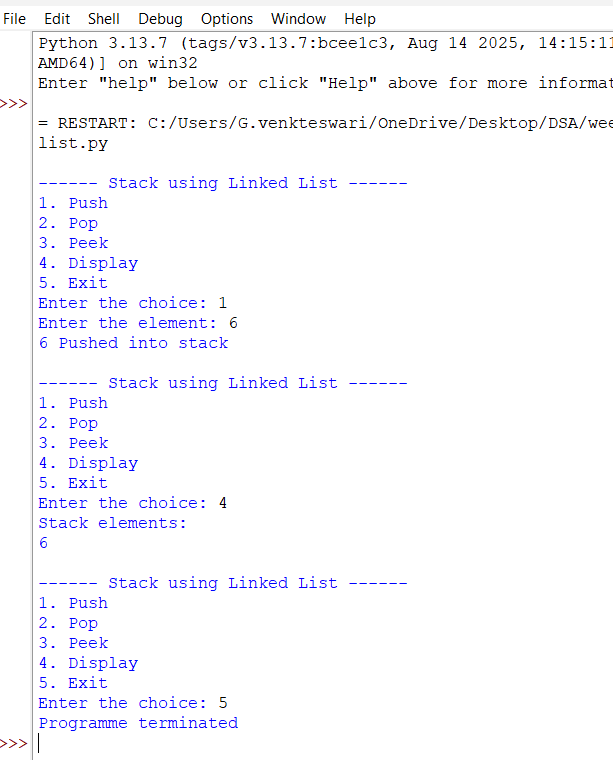 File Edit Shell Debug Options Window Help
Python 3.13.7 (tags/v3.13.7:bcee1c3, Aug 14 2025, 14:15:11
AMD64)] on win32
Enter "help" below or click "Help" above for more informat
>>>
= RESTART: C:/Users/G.venkteswari/OneDrive/Desktop/DSA/wee
list.py
------ Stack using Linked List ------
1. Push
2. Pop
3. Peek
4. Display
5. Exit
Enter the choice: 1
Enter the element: 6
6 Pushed into stack
------ Stack using Linked List ------
1. Push
2. Pop
3. Peek
4. Display
5. Exit
Enter the choice: 4
Stack elements:
6
------ Stack using Linked List ------
1. Push
2. Pop
3. Peek
4. Display
5. Exit
Enter the choice: 5
Programme terminated
>>>